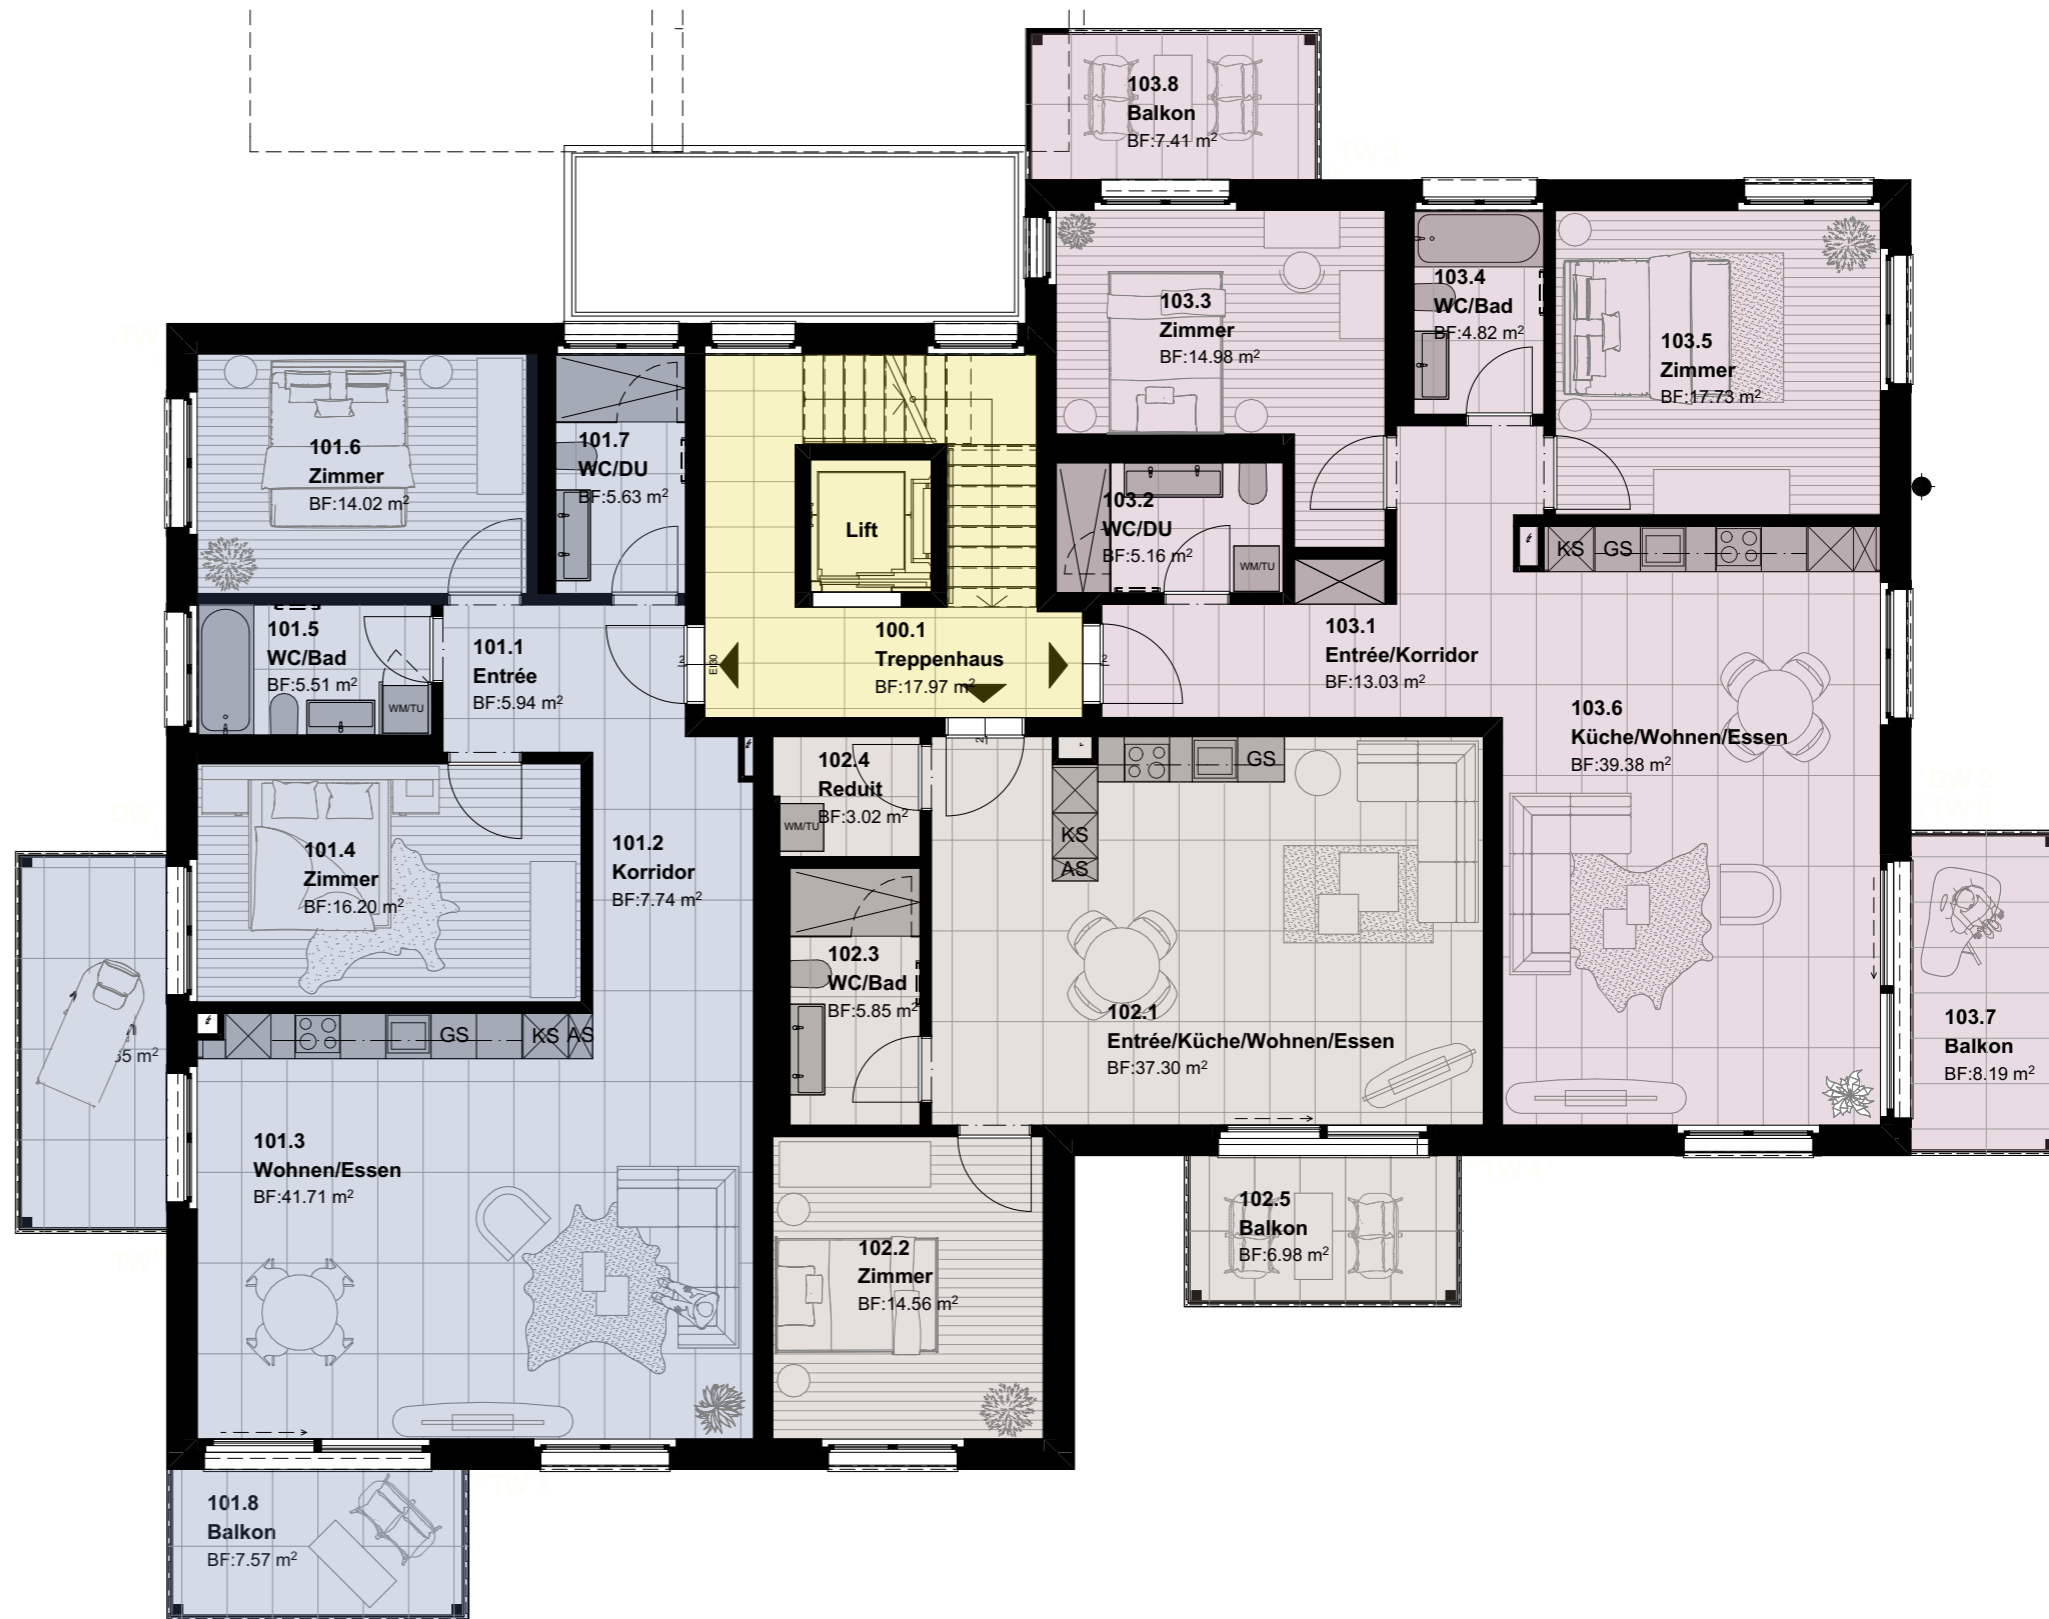 103.8
Balkon
BF:7.41 m²
103.3
Zimmer
BF:14.98 m²
103.4
WC/Bad
BF:4.82 m²
103.5
Zimmer
BF:17.73 m²
101.6
Zimmer
BF:14.02 m²
101.7
WC/DU
BF:5.63 m²
Lift
103.2
WC/DU
BF:5.16 m²
WM/TU
KS GS
101.5
WC/Bad
BF:5.51 m²
WM/TU
101.1
Entrée
BF:5.94 m²
2
EI30
100.1
Treppenhaus
BF:17.97 m²
2
2
103.1
Entrée/Korridor
BF:13.03 m²
103.6
Küche/Wohnen/Essen
BF:39.38 m²
102.4
Reduit
BF:3.02 m²
WM/TU
GS
KS
AS
101.4
Zimmer
BF:16.20 m²
101.2
Korridor
BF:7.74 m²
102.3
WC/Bad
BF:5.85 m²
102.1
Entrée/Küche/Wohnen/Essen
BF:37.30 m²
103.7
Balkon
BF:8.19 m²
GS KS AS
101.3
Wohnen/Essen
BF:41.71 m²
102.5
Balkon
BF:6.98 m²
102.2
Zimmer
BF:14.56 m²
101.8
Balkon
BF:7.57 m²